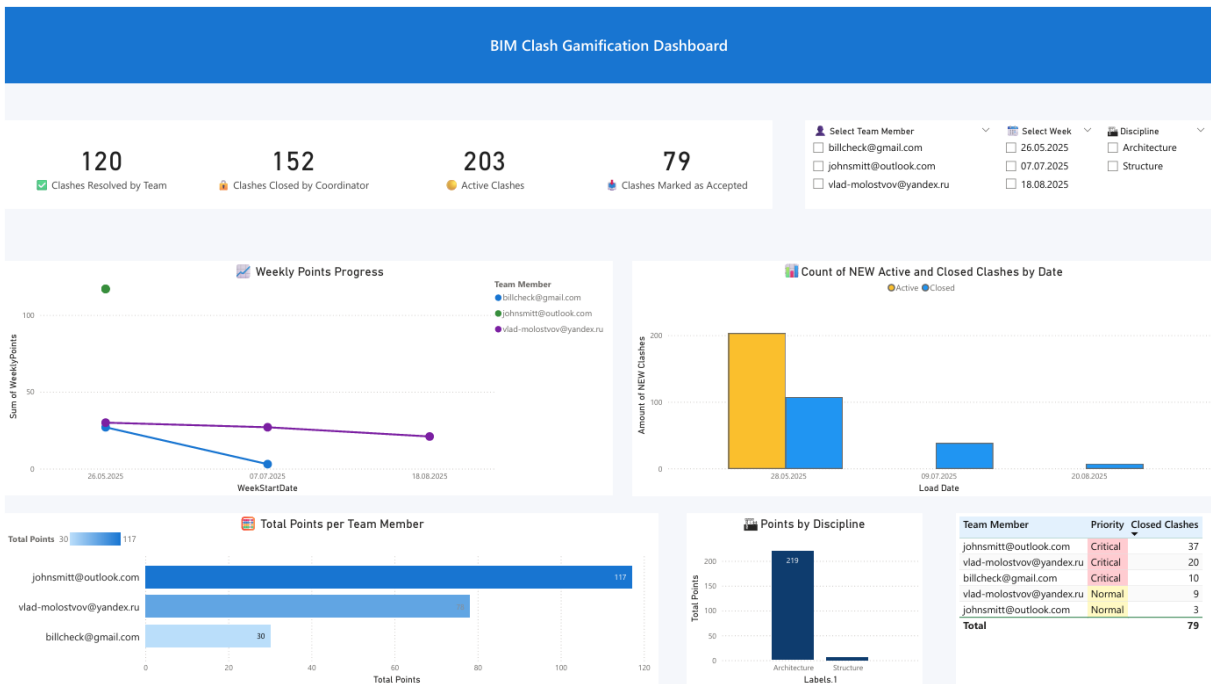 BIM Clash Gamification Dashboard
120
Clashes Resolved by Team
152
Clashes Closed by Coordinator
203
Active Clashes
79
Clashes Marked as Accepted
Select Team Member
billcheck@gmail.com
johnsmitt@outlook.com
vlad-molostvov@yandex.ru
Select Week
26.05.2025
07.07.2025
18.08.2025
Discipline
Architecture
Structure
Weekly Points Progress
Team Member
billcheck@gmail.com
johnsmitt@outlook.com
vlad-molostvov@yandex.ru
Sum of WeeklyPoints
100
50
0
26.05.2025 07.07.2025 18.08.2025
WeekStartDate
Count of NEW Active and Closed Clashes by Date
Active Closed
Amount of NEW Clashes
200
100
0
28.05.2025 09.07.2025 20.08.2025
Load Date
Total Points per Team Member
Total Points 30 117
johnsmitt@outlook.com 117
vlad-molostvov@yandex.ru
billcheck@gmail.com 30
0 20 40 60 80 100 120
Total Points
Points by Discipline
Total Points
200
150
100
50
0
219
Architecture Structure
Labels.1
Team Member Priority Closed Clashes
johnsmitt@outlook.com Critical 37
vlad-molostvov@yandex.ru Critical 20
billcheck@gmail.com Critical 10
vlad-molostvov@yandex.ru Normal 9
johnsmitt@outlook.com Normal 3
Total 79